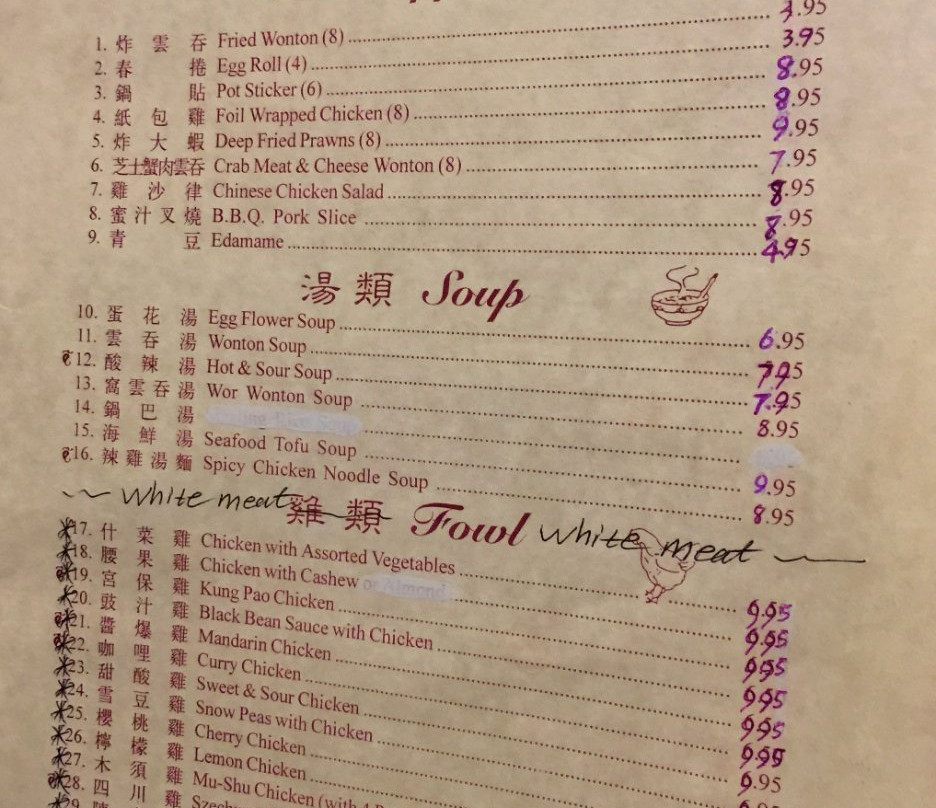 1. 炸雲吞 Fried Wonton (8) .95
2. 春捲 Egg Roll (4) 3.95
3. 鍋貼 Pot Sticker (6) 8.95
4. 紙包雞 Foil Wrapped Chicken (8) 8.95
5. 炸大蝦 Deep Fried Prawns (8) 9.95
6. 芝士蟹肉雲吞 Crab Meat & Cheese Wonton (8) 7.95
7. 雞沙律 Chinese Chicken Salad 8.95
8. 蜜汁叉燒 B.B.Q. Pork Slice 8.95
9. 青豆 Edamame 4.95
湯類 Soup
10. 蛋花湯 Egg Flower Soup 6.95
11. 雲吞湯 Wonton Soup 7.95
12. 酸辣湯 Hot & Sour Soup 7.95
13. 窩雲吞湯 Wor Wonton Soup 8.95
14. 鍋巴湯
15. 海鮮湯 Seafood Tofu Soup 9.95
16. 辣雞湯麵 Spicy Chicken Noodle Soup 8.95
White meat 雞類 Fowl White meat
17. 什菜雞 Chicken with Assorted Vegetables 9.95
18. 腰果雞 Chicken with Cashew or Almond 9.95
19. 宮保雞 Kung Pao Chicken 9.95
20. 豉汁雞 Black Bean Sauce with Chicken 9.95
21. 醬爆雞 Mandarin Chicken 9.95
22. 咖哩雞 Curry Chicken 9.95
23. 甜酸雞 Sweet & Sour Chicken 9.95
24. 雪豆雞 Snow Peas with Chicken
25. 櫻桃雞 Cherry Chicken
26. 檸檬雞 Lemon Chicken
27. 木須雞 Mu-Shu Chicken (with 4
28. 四川雞
29.